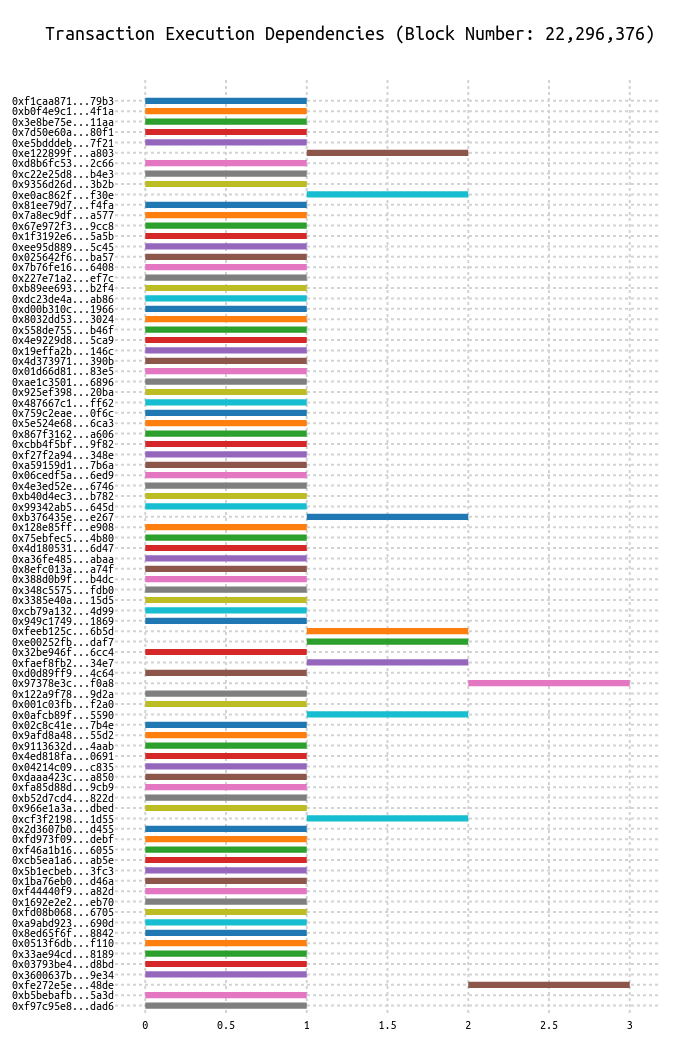 Transaction Execution Dependencies (Block Number: 22,296,376)
0xf1caa871...79b3
0xb0f4e9c1...4f1a
0x3e8be75e...11aa
0x7d50e60a...80f1
0xe5bdddeb...7f21
0xe122899f...a803
0xd8b6fc53...2c66
0xc22e25d8...b4e3
0x9356d26d...3b2b
0xe0ac862f...f30e
0x81ee79d7...f4fa
0x7a8ec9df...a577
0x67e972f3...9cc8
0x1f3192e6...5a5b
0xee95d889...5c45
0x025642f6...ba57
0x7b76fe16...6408
0x227e71a2...ef7c
0xb89ee693...b2f4
0xdc23de4a...ab86
0xd00b310c...1966
0x8032dd53...3024
0x558de755...b46f
0x4e9229d8...5ca9
0x19effa2b...146c
0x4d373971...390b
0x01d66d81...83e5
0xae1c3501...6896
0x925ef398...20ba
0x487667c1...ff62
0x759c2eae...0f6c
0x5e524e68...6ca3
0x867f3162...a606
0xcbb4f5bf...9f82
0xf27f2a94...348e
0xa59159d1...7b6a
0x06cedf5a...6ed9
0x4e3ed52e...6746
0xb40d4ec3...b782
0x99342ab5...645d
0xb376435e...e267
0x128e85ff...e908
0x75ebfec5...4b80
0x4d180531...6d47
0xa36fe485...abaa
0x8efc013a...a74f
0x388d0b9f...b4dc
0x348c5575...fdb0
0x3385e40a...15d5
0xcb79a132...4d99
0x949c1749...1869
0xfeeb125c...6b5d
0xe00252fb...daf7
0x32be946f...6cc4
0xfaef8fb2...34e7
0xd0d89ff9...4c64
0x97378e3c...f0a8
0x122a9f78...9d2a
0x001c03fb...f2a0
0x0afcb89f...5590
0x02c8c41e...7b4e
0x9afd8a48...55d2
0x9113632d...4aab
0x4ed818fa...0691
0x04214c09...c835
0xdaaa423c...a850
0xfa85d88d...9cb9
0xb52d7cd4...822d
0x966e1a3a...dbed
0xcf3f2198...1d55
0x2d3607b0...d455
0xfd973f09...debf
0xf46a1b16...6055
0xcb5ea1a6...ab5e
0x5b1ecbeb...3fc3
0x1ba76eb0...d46a
0xf44440f9...a82d
0x1692e2e2...eb70
0xfd08b068...6705
0xa9abd923...690d
0x8ed65f6f...8842
0x0513f6db...f110
0x33ae94cd...8189
0x03793be4...d8bd
0x3600637b...9e34
0xfe272e5e...48de
0xb5bebafb...5a3d
0xf97c95e8...dad6
0 0.5 1 1.5 2 2.5 3